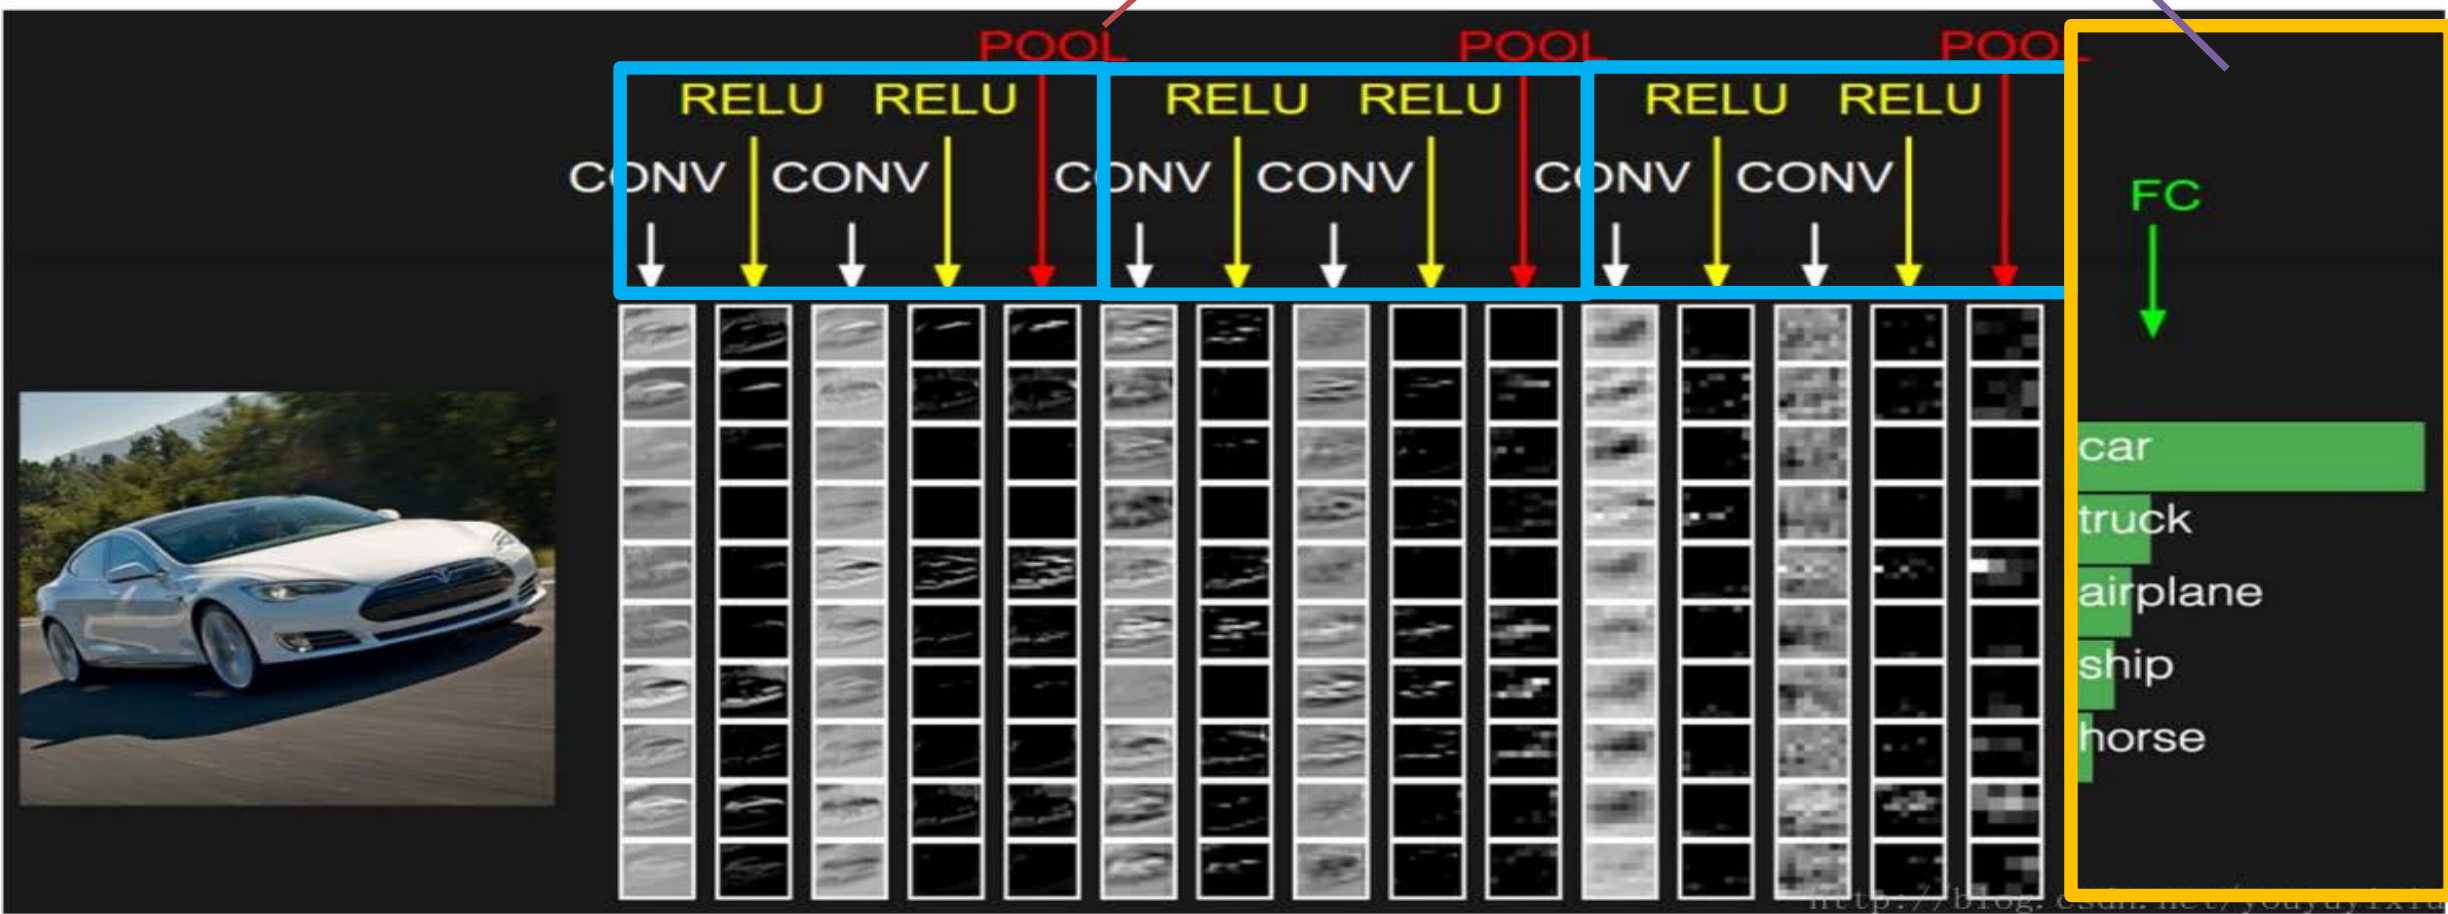 POOL POOL POOL
RELU RELU RELU RELU RELU RELU
CONV CONV CONV CONV CONV CONV
FC
car
truck
airplane
ship
horse